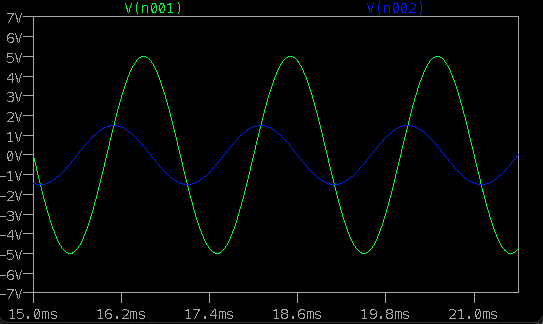 V(n001) V(n002)
7V
6V
5V
4V
3V
2V
1V
0V
-1V
-2V
-3V
-4V
-5V
-6V
-7V
15.0ms 16.2ms 17.4ms 18.6ms 19.8ms 21.0ms